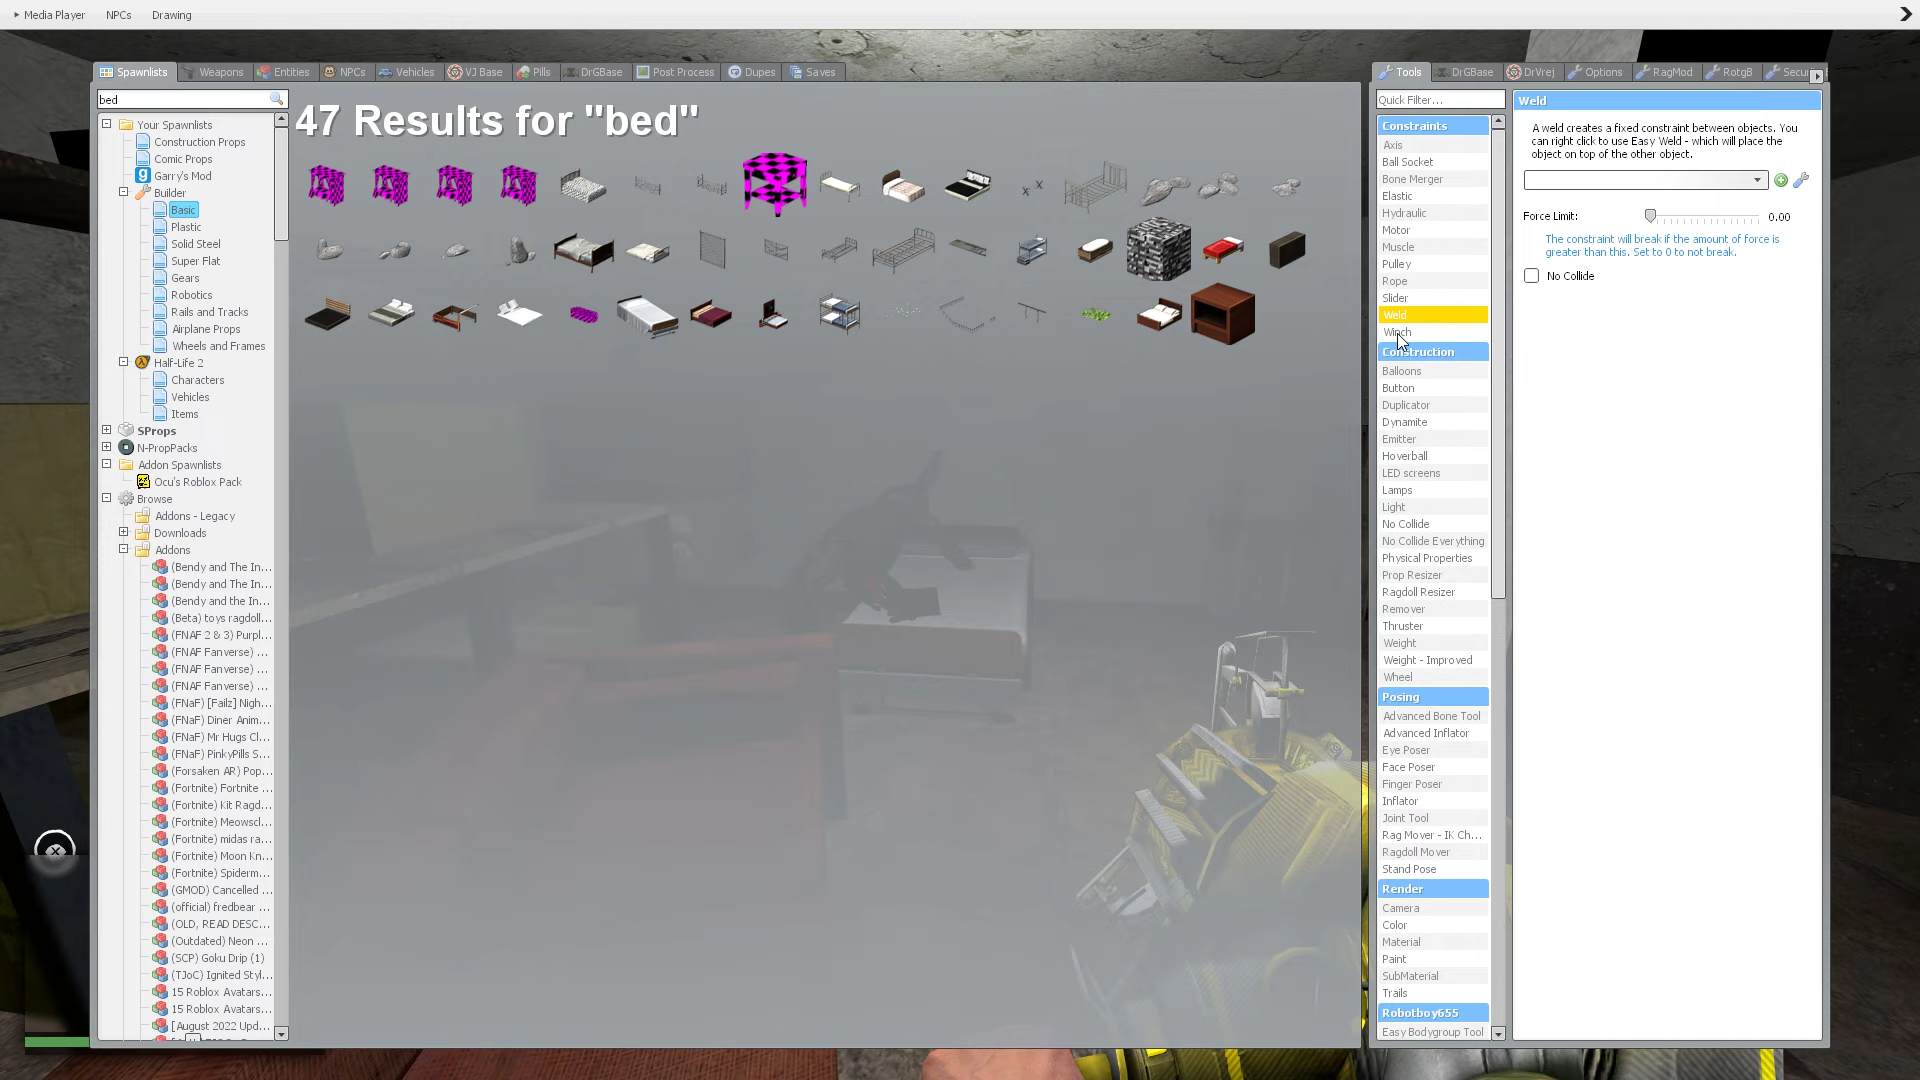 Media Player
NPCs
Drawing
Spawnlists
Weapons
Entities
NPCs
Vehicles
VJ Base
Pills
DrGBase
Post Process
Dupes
Saves
bed
Your Spawnlists
Construction Props
Comic Props
Garry's Mod
Builder
Basic
Plastic
Solid Steel
Super Flat
Gears
Robotics
Rails and Tracks
Airplane Props
Wheels and Frames
Half-Life 2
Characters
Vehicles
Items
SProps
N-PropPacks
Addon Spawnlists
Ocu's Roblox Pack
Browse
Addons - Legacy
Downloads
Addons
(Bendy and The In...
(Bendy and The In...
(Bendy and the In...
(Beta) toys ragdoll...
(FNAF 2 & 3) Purpl...
(FNAF Fanverse) ...
(FNAF Fanverse) ...
(FNAF Fanverse) ...
(FNaF) [Failz] Nigh...
(FNaF) Diner Anim...
(FNaF) Mr Hugs Cl...
(FNaF) PinkyPills S...
(Forsaken AR) Pop...
(Fortnite) Fortnite ...
(Fortnite) Kit Ragd...
(Fortnite) Meowscl...
(Fortnite) midas ra...
(Fortnite) Moon Kn...
(Fortnite) Spiderm...
(GMOD) Cancelled ...
(official) fredbear ...
(OLD, READ DESC...
(Outdated) Neon ...
(SCP) Goku Drip (1)
(TJoC) Ignited Styl...
15 Roblox Avatars...
15 Roblox Avatars...
[ August 2022 Upd...
47 Results for "bed"
Tools
DrGBase
DrVrej
Options
RagMod
RotgB
Quick Filter...
Constraints
Axis
Ball Socket
Bone Merger
Elastic
Hydraulic
Motor
Muscle
Pulley
Rope
Slider
Weld
Winch
Construction
Balloons
Button
Duplicator
Dynamite
Emitter
Hoverball
LED screens
Lamps
Light
No Collide
No Collide Everything
Physical Properties
Prop Resizer
Ragdoll Resizer
Remover
Thruster
Weight
Weight - Improved
Wheel
Posing
Advanced Bone Tool
Advanced Inflator
Eye Poser
Face Poser
Finger Poser
Inflator
Joint Tool
Rag Mover - IK Ch...
Ragdoll Mover
Stand Pose
Render
Camera
Color
Material
Paint
SubMaterial
Trails
Robotboy655
Easy Bodygroup Tool
Weld
A weld creates a fixed constraint between objects. You
can right click to use Easy Weld - which will place the
object on top of the other object.
Force Limit:
0.00
The constraint will break if the amount of force is
greater than this. Set to 0 to not break.
No Collide